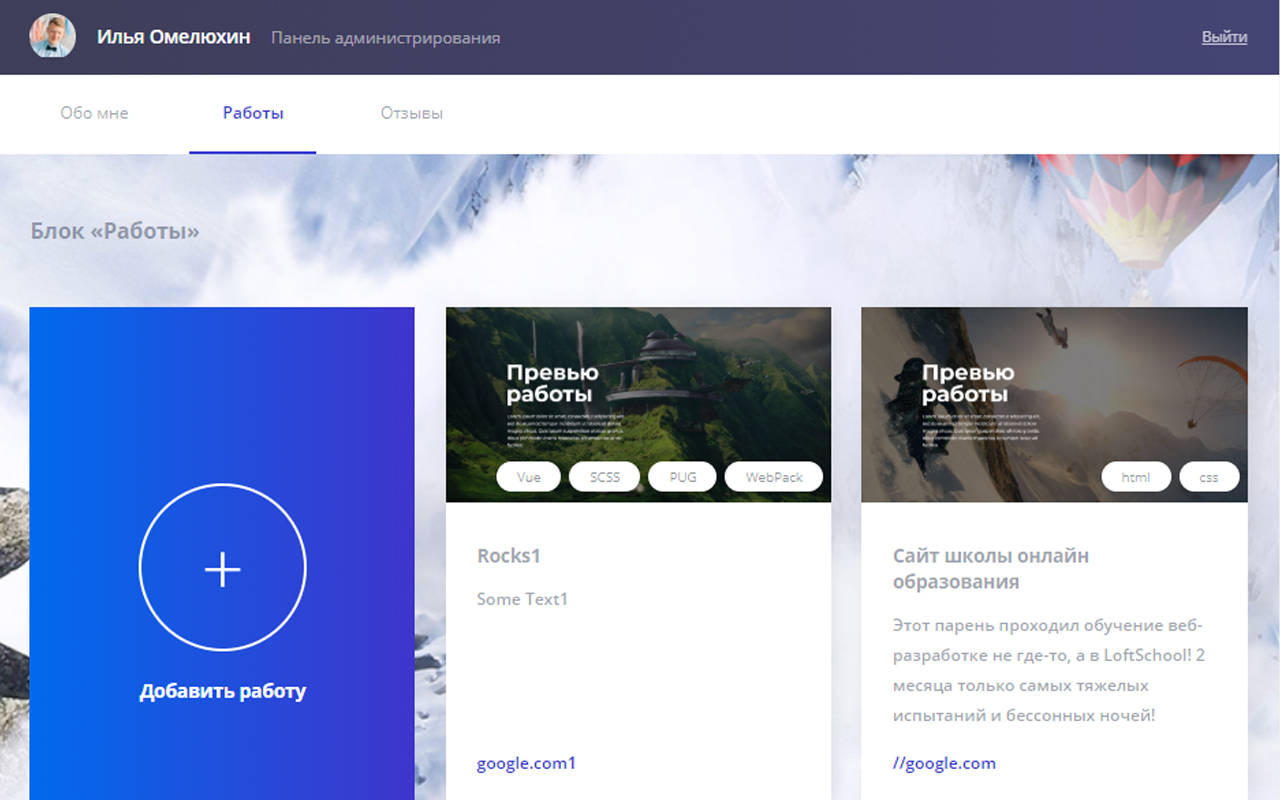 Илья Омелюхин Панель администрирования Выйти
Обо мне Работы Отзывы
Блок «Работы»
Добавить работу
Превью
работы
Vue SCSS PUG WebPack
Rocks1
Some Text1
google.com1
Превью
работы
html css
Сайт школы онлайн
образования
Этот парень проходил обучение веб-
разработке не где-то, а в LoftSchool! 2
месяца только самых тяжелых
испытаний и бессонных ночей!
//google.com